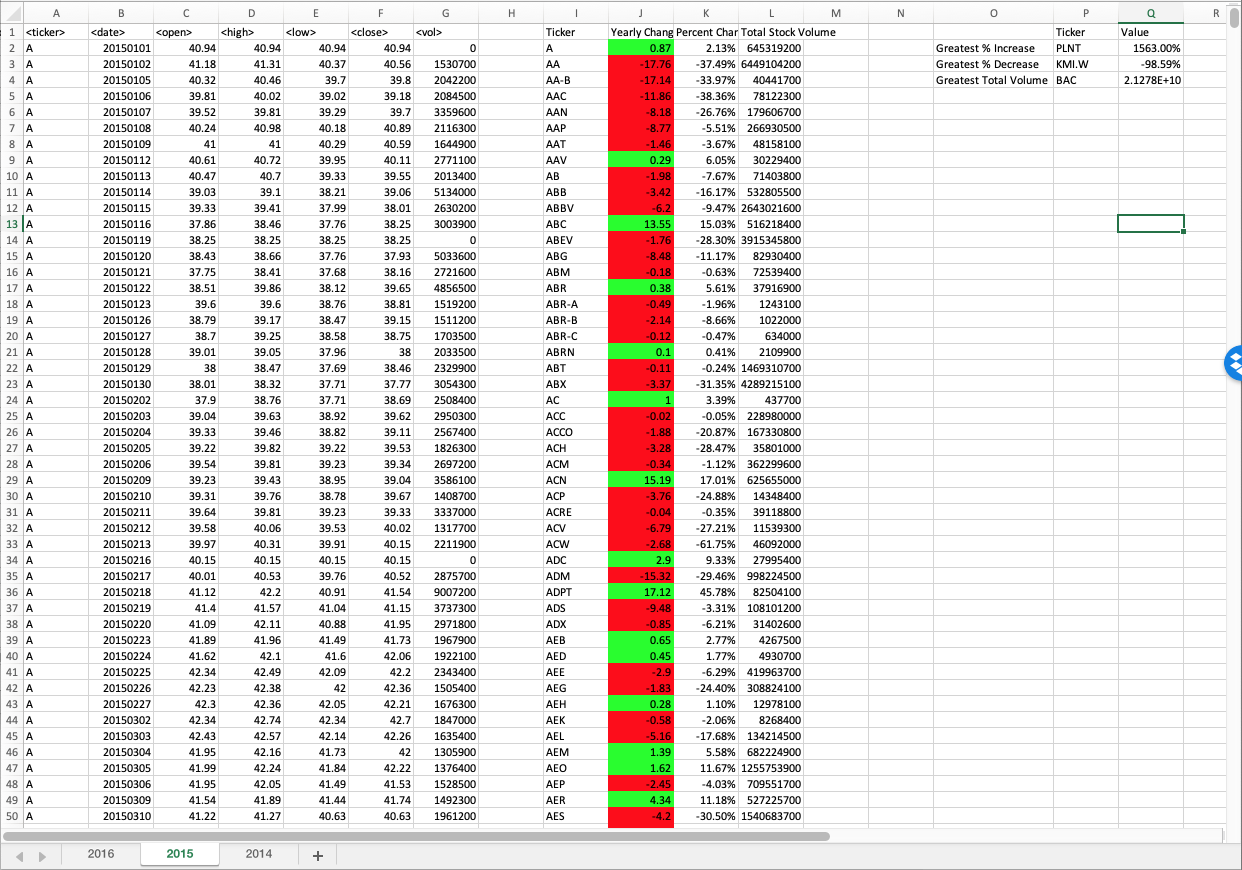 A B C D E F G H I J K L M N O P Q R
1 <ticker> <date> <open> <high> <low> <close> <vol> Ticker Yearly Chang Percent Char Total Stock Volume Ticker Value
2 A 20150101 40.94 40.94 40.94 40.94 0 A 0.87 2.13% 645319200 Greatest % Increase PLNT 1563.00%
3 A 20150102 41.18 41.31 40.37 40.56 1530700 AA -17.76 -37.49% 6449104200 Greatest % Decrease KMI.W -98.59%
4 A 20150105 40.32 40.46 39.7 39.8 2042200 AA-B -17.14 -33.97% 40441700 Greatest Total Volume BAC 2.1278E+10
5 A 20150106 39.81 40.02 39.02 39.18 2084500 AAC -11.86 -38.36% 78122300
6 A 20150107 39.52 39.81 39.29 39.7 3359600 AAN -8.18 -26.76% 179606700
7 A 20150108 40.24 40.98 40.18 40.89 2116300 AAP -8.77 -5.51% 266930500
8 A 20150109 41 41 40.29 40.59 1644900 AAT -1.46 -3.67% 48158100
9 A 20150112 40.61 40.72 39.95 40.11 2771100 AAV 0.29 6.05% 30229400
10 A 20150113 40.47 40.7 39.33 39.55 2013400 AB -1.98 -7.67% 71403800
11 A 20150114 39.03 39.1 38.21 39.06 5134000 ABB -3.42 -16.17% 532805500
12 A 20150115 39.33 39.41 37.99 38.01 2630200 ABBV -6.2 -9.47% 2643021600
13 A 20150116 37.86 38.46 37.76 38.25 3003900 ABC 13.55 15.03% 516218400
14 A 20150119 38.25 38.25 38.25 38.25 0 ABEV -1.76 -28.30% 3915345800
15 A 20150120 38.43 38.66 37.76 37.93 5033600 ABG -8.48 -11.17% 82930400
16 A 20150121 37.75 38.41 37.68 38.16 2721600 ABM -0.18 -0.63% 72539400
17 A 20150122 38.51 39.86 38.12 39.65 4856500 ABR 0.38 5.61% 37916900
18 A 20150123 39.6 39.6 38.76 38.81 1519200 ABR-A -0.49 -1.96% 1243100
19 A 20150126 38.79 39.17 38.47 39.15 1511200 ABR-B -2.14 -8.66% 1022000
20 A 20150127 38.7 39.25 38.58 38.75 1703500 ABR-C -0.12 -0.47% 634000
21 A 20150128 39.01 39.05 37.96 38 2033500 ABRN 0.1 0.41% 2109900
22 A 20150129 38 38.47 37.69 38.46 2329900 ABT -0.11 -0.24% 1469310700
23 A 20150130 38.01 38.32 37.71 37.77 3054300 ABX -3.37 -31.35% 4289215100
24 A 20150202 37.9 38.76 37.71 38.69 2508400 AC 1 3.39% 437700
25 A 20150203 39.04 39.63 38.92 39.62 2950300 ACC -0.02 -0.05% 228980000
26 A 20150204 39.33 39.46 38.82 39.11 2567400 ACCO -1.88 -20.87% 167330800
27 A 20150205 39.22 39.82 39.22 39.53 1826300 ACH -3.28 -28.47% 35801000
28 A 20150206 39.54 39.81 39.23 39.34 2697200 ACM -0.34 -1.12% 362299600
29 A 20150209 39.23 39.43 38.95 39.04 3586100 ACN 15.19 17.01% 625655000
30 A 20150210 39.31 39.76 38.78 39.67 1408700 ACP -3.76 -24.88% 14348400
31 A 20150211 39.64 39.81 39.23 39.33 3337000 ACRE -0.04 -0.35% 39118800
32 A 20150212 39.58 40.06 39.53 40.02 1317700 ACV -6.79 -27.21% 11539300
33 A 20150213 39.97 40.31 39.91 40.15 2211900 ACW -2.68 -61.75% 46092000
34 A 20150216 40.15 40.15 40.15 40.15 0 ADC 2.9 9.33% 27995400
35 A 20150217 40.01 40.53 39.76 40.52 2875700 ADM -15.32 -29.46% 998224500
36 A 20150218 41.12 42.2 40.91 41.54 9007200 ADPT 17.12 45.78% 82504100
37 A 20150219 41.4 41.57 41.04 41.15 3737300 ADS -9.48 -3.31% 108101200
38 A 20150220 41.09 42.11 40.88 41.95 2971800 ADX -0.85 -6.21% 31402600
39 A 20150223 41.89 41.96 41.49 41.73 1967900 AEB 0.65 2.77% 4267500
40 A 20150224 41.62 42.1 41.6 42.06 1922100 AED 0.45 1.77% 4930700
41 A 20150225 42.34 42.49 42.09 42.2 2343400 AEE -2.9 -6.29% 419963700
42 A 20150226 42.23 42.38 42 42.36 1505400 AEG -1.83 -24.40% 308824100
43 A 20150227 42.3 42.36 42.05 42.21 1676300 AEH 0.28 1.10% 12978100
44 A 20150302 42.34 42.74 42.34 42.7 1847000 AEK -0.58 -2.06% 8268400
45 A 20150303 42.43 42.57 42.14 42.26 1635400 AEL -5.16 -17.68% 134214500
46 A 20150304 41.95 42.16 41.73 42 1305900 AEM 1.39 5.58% 682224900
47 A 20150305 41.99 42.24 41.84 42.22 1376400 AEO 1.62 11.67% 1255753900
48 A 20150306 41.95 42.05 41.49 41.53 1528500 AEP -2.45 -4.03% 709551700
49 A 20150309 41.54 41.89 41.44 41.74 1492300 AER 4.34 11.18% 527225700
50 A 20150310 41.22 41.27 40.63 40.63 1961200 AES -4.2 -30.50% 1540683700
2016 2015 2014 +